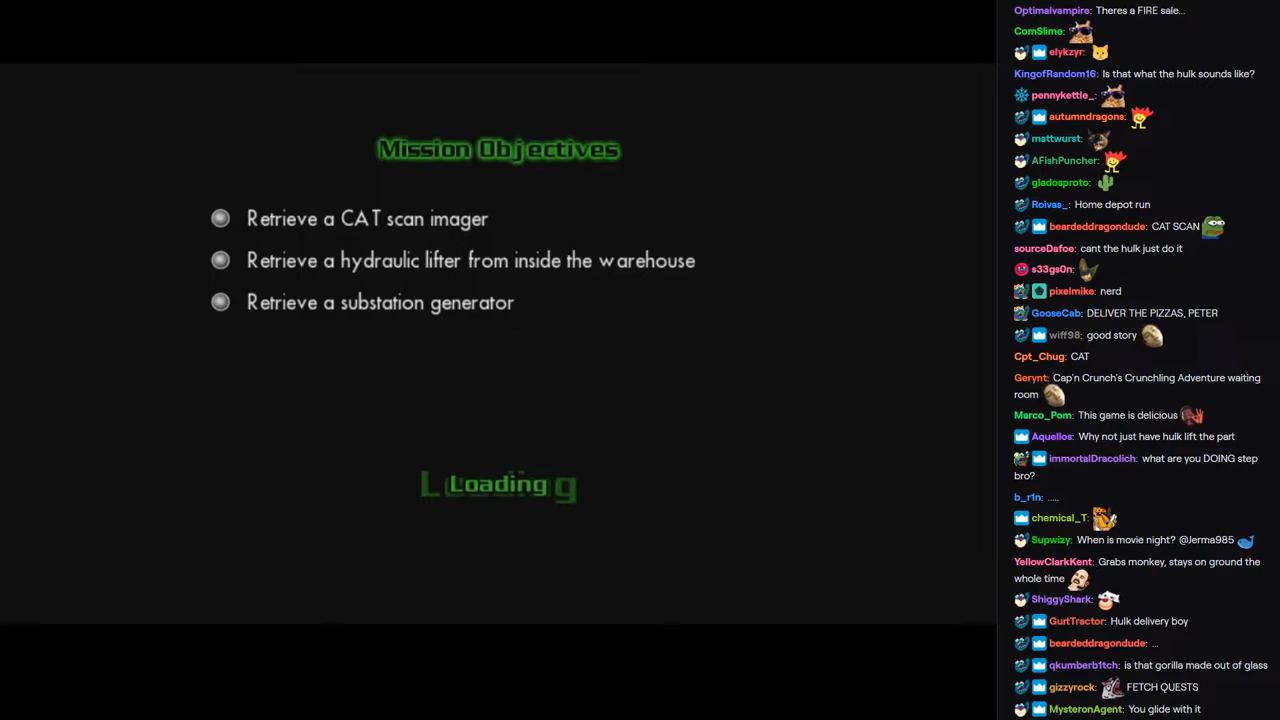 Mission Objectives
Retrieve a CAT scan imager
Retrieve a hydraulic lifter from inside the warehouse
Retrieve a substation generator
Loading
Optimalvampire: Theres a FIRE sale...
ComSlime:
elykzyr:
KingofRandom16: Is that what the hulk sounds like?
pennykettle_:
autumndragons:
mattwurst:
AFishPuncher:
gladosproto:
Roivas_: Home depot run
beardeddragondude: CAT SCAN
sourceDafoe: cant the hulk just do it
s33gs0n:
pixelmike: nerd
GooseCab: DELIVER THE PIZZAS, PETER
wiff98: good story
Cpt_Chug: CAT
Gerynt: Cap'n Crunch's Crunchling Adventure waiting
room
Marco_Pom: This game is delicious
Aquellos: Why not just have hulk lift the part
immortalDracolich: what are you DOING step
bro?
b_r1n: .....
chemical_T:
Supwizy: When is movie night? @Jerma985
YellowClarkKent: Grabs monkey, stays on ground the
whole time
ShiggyShark:
GurtTractor: Hulk delivery boy
beardeddragondude: ...
qkumberb1tch: is that gorilla made out of glass
gizzyrock: FETCH QUESTS
MysteronAgent: You glide with it